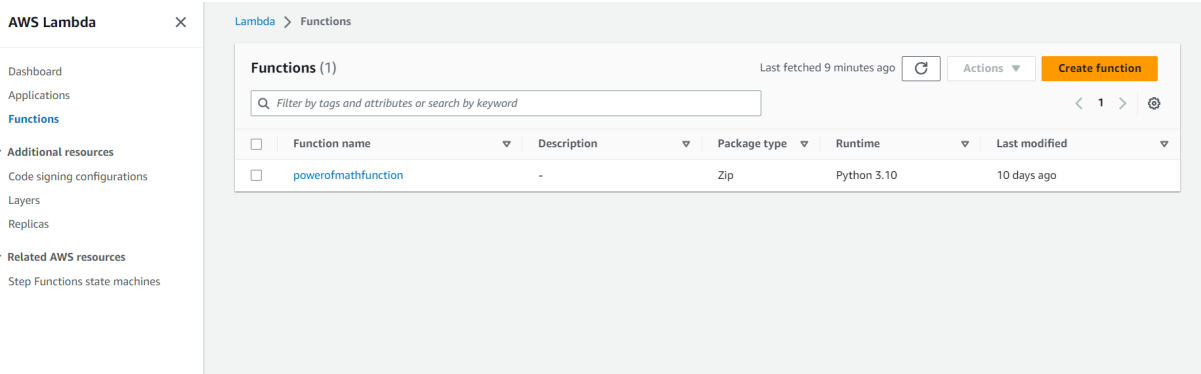 AWS Lambda
Dashboard
Applications
Functions
Additional resources
Code signing configurations
Layers
Replicas
Related AWS resources
Step Functions state machines
Lambda > Functions
Functions (1)
Last fetched 9 minutes ago
Actions
Create function
Filter by tags and attributes or search by keyword
1
Function name Description Package type Runtime Last modified
powerofmathfunction - Zip Python 3.10 10 days ago